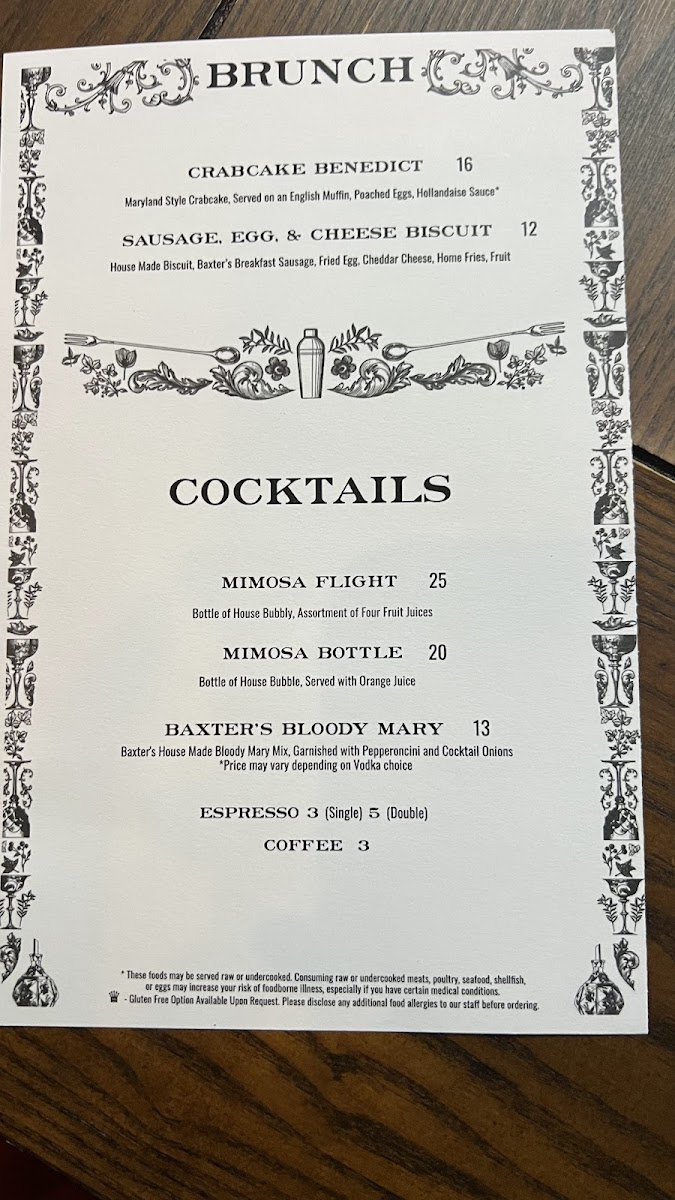 BRUNCH
CRABCAKE BENEDICT 16
Maryland Style Crabcake, Served on an English Muffin, Poached Eggs, Hollandaise Sauce*
SAUSAGE, EGG, & CHEESE BISCUIT 12
House Made Biscuit, Baxter's Breakfast Sausage, Fried Egg, Cheddar Cheese, Home Fries, Fruit
COCKTAILS
MIMOSA FLIGHT 25
Bottle of House Bubbly, Assortment of Four Fruit Juices
MIMOSA BOTTLE 20
Bottle of House Bubble, Served with Orange Juice
BAXTER'S BLOODY MARY 13
Baxter's House Made Bloody Mary Mix, Garnished with Pepperoncini and Cocktail Onions
*Price may vary depending on Vodka choice
ESPRESSO 3 (Single) 5 (Double)
COFFEE 3
* These foods may be served raw or undercooked. Consuming raw or undercooked meats, poultry, seafood, shellfish,
or eggs may increase your risk of foodborne illness, especially if you have certain medical conditions.
- Gluten Free Option Available Upon Request. Please disclose any additional food allergies to our staff before ordering.